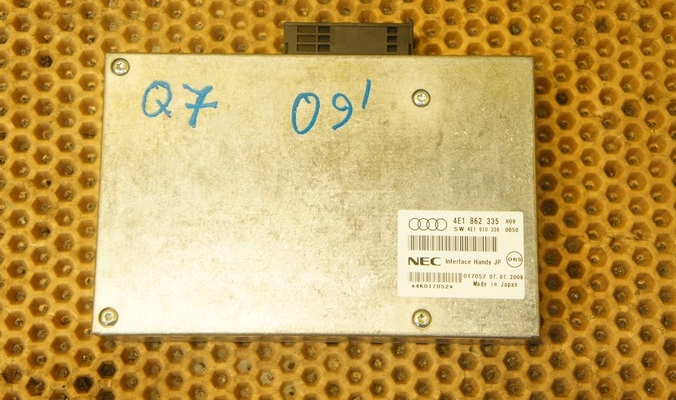 Q7 09'
4E1 862 335 H09
SW:4E1 910 336 0050
NEC Interface Handy JP 065
017052 07.07.2008
*4K017052* Made in Japan